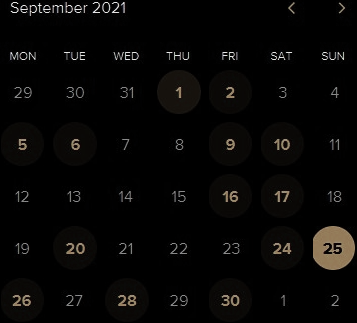 September 2021
MON TUE WED THU FRI SAT SUN
29 30 31 1 2 3 4
5 6 7 8 9 10 11
12 13 14 15 16 17 18
19 20 21 22 23 24 25
26 27 28 29 30 1 2